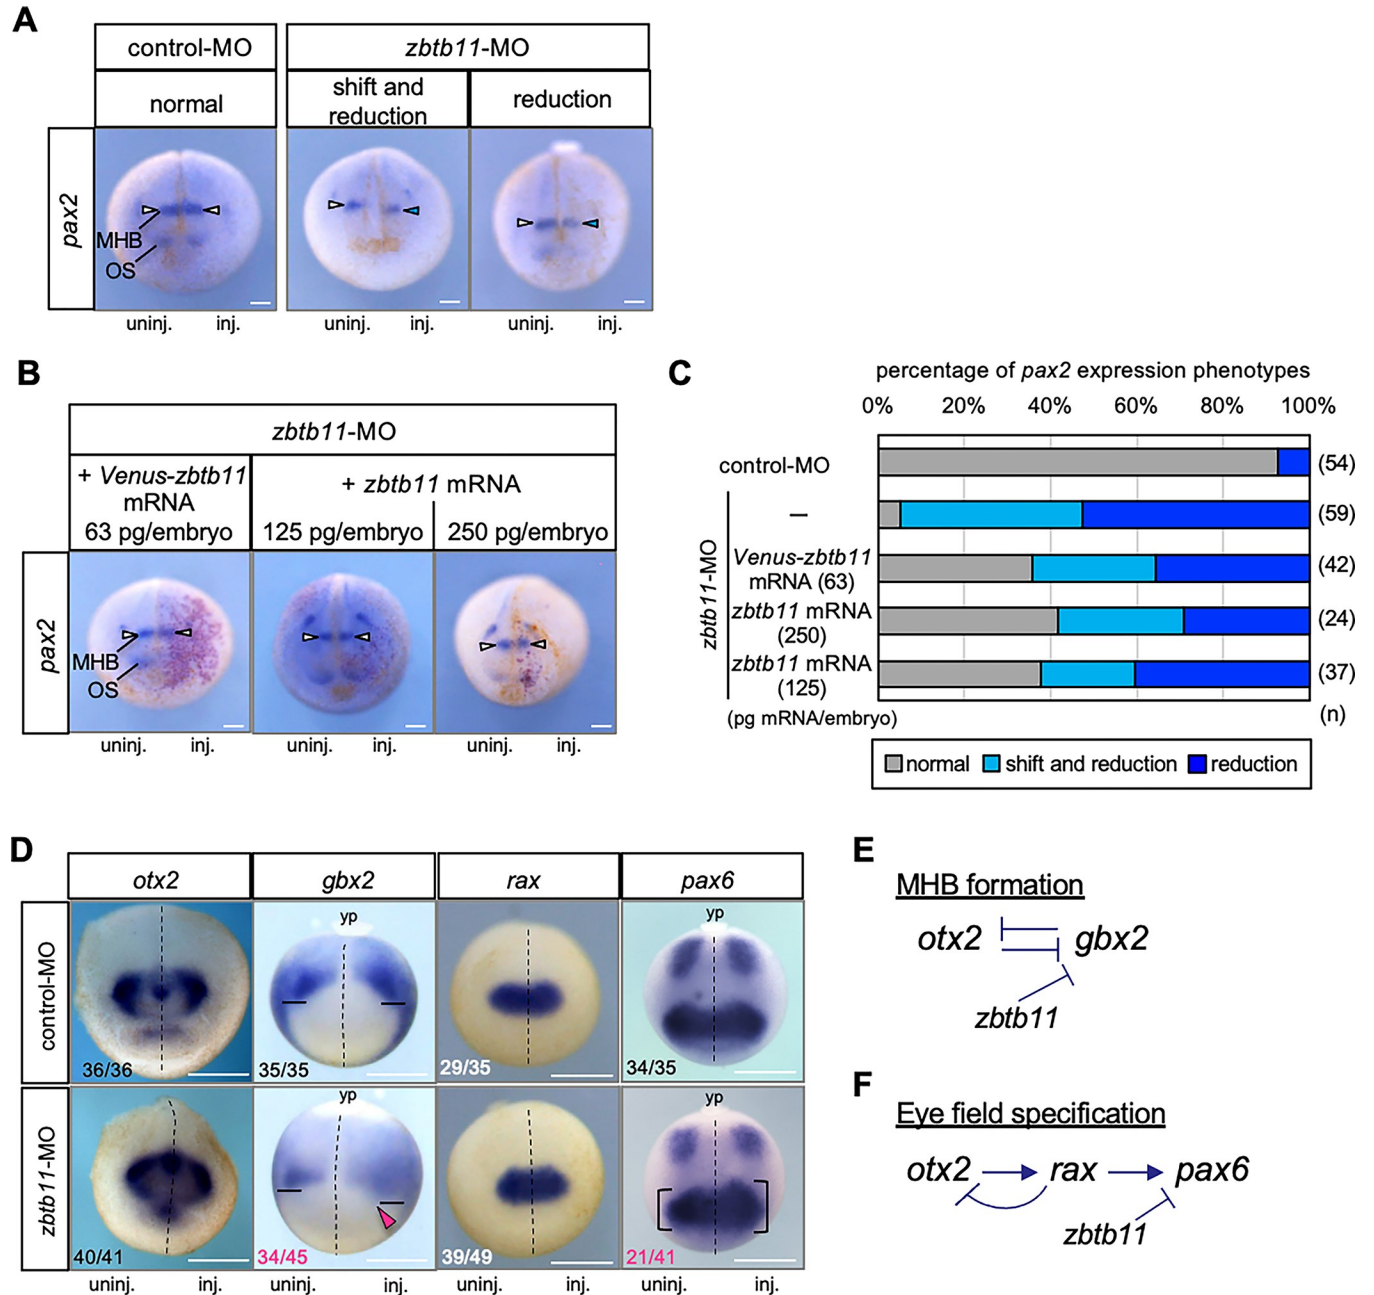 A
control-MO
zbtb11-MO
normal
shift and
reduction
reduction
pax2
MHB
OS
uninj. inj.
uninj. inj.
uninj. inj.
B
zbtb11-MO
+ Venus-zbtb11
mRNA
63 pg/embryo
+ zbtb11 mRNA
125 pg/embryo
250 pg/embryo
pax2
MHB
OS
uninj. inj.
uninj. inj.
uninj. inj.
C
percentage of pax2 expression phenotypes
0% 20% 40% 60% 80% 100%
control-MO
(54)
zbtb11-MO
—
(59)
Venus-zbtb11
mRNA (63)
(42)
zbtb11 mRNA
(250)
(24)
zbtb11 mRNA
(125)
(37)
(pg mRNA/embryo)
(n)
normal shift and reduction reduction
D
otx2 gbx2 rax pax6
control-MO
yp
yp
36/36 35/35 29/35 34/35
zbtb11-MO
yp
yp
40/41 34/45 39/49 21/41
uninj. inj.
uninj. inj.
uninj. inj.
uninj. inj.
E
MHB formation
otx2 gbx2
zbtb11
F
Eye field specification
otx2 rax pax6
zbtb11